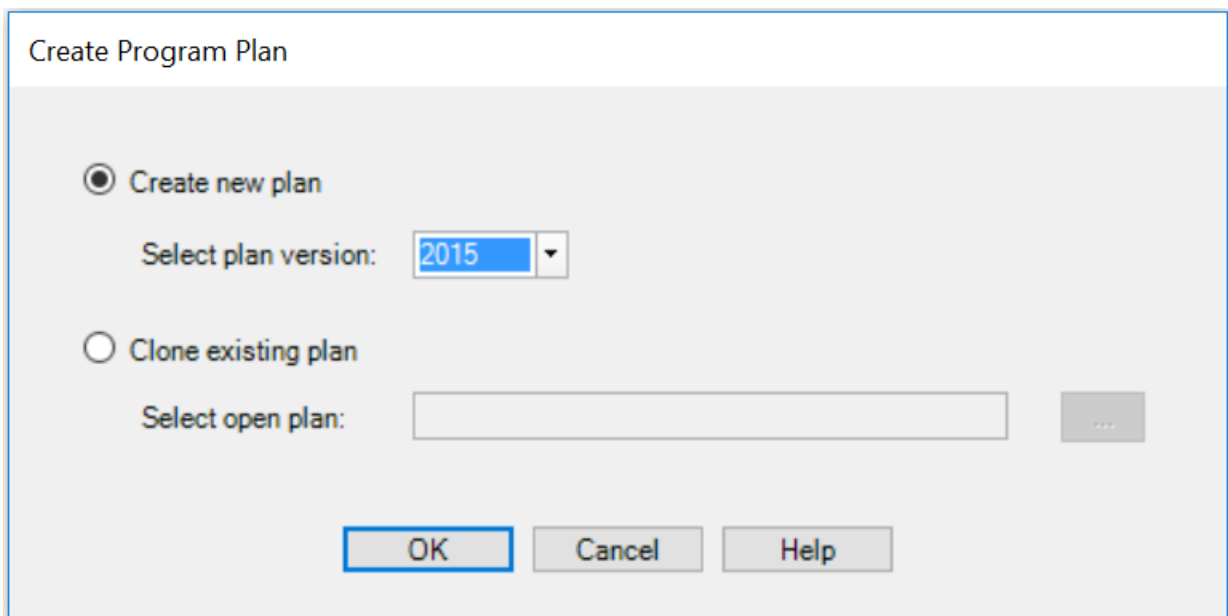 Create Program Plan
Create new plan
Select plan version: 2015
Clone existing plan
Select open plan: ...
OK Cancel Help